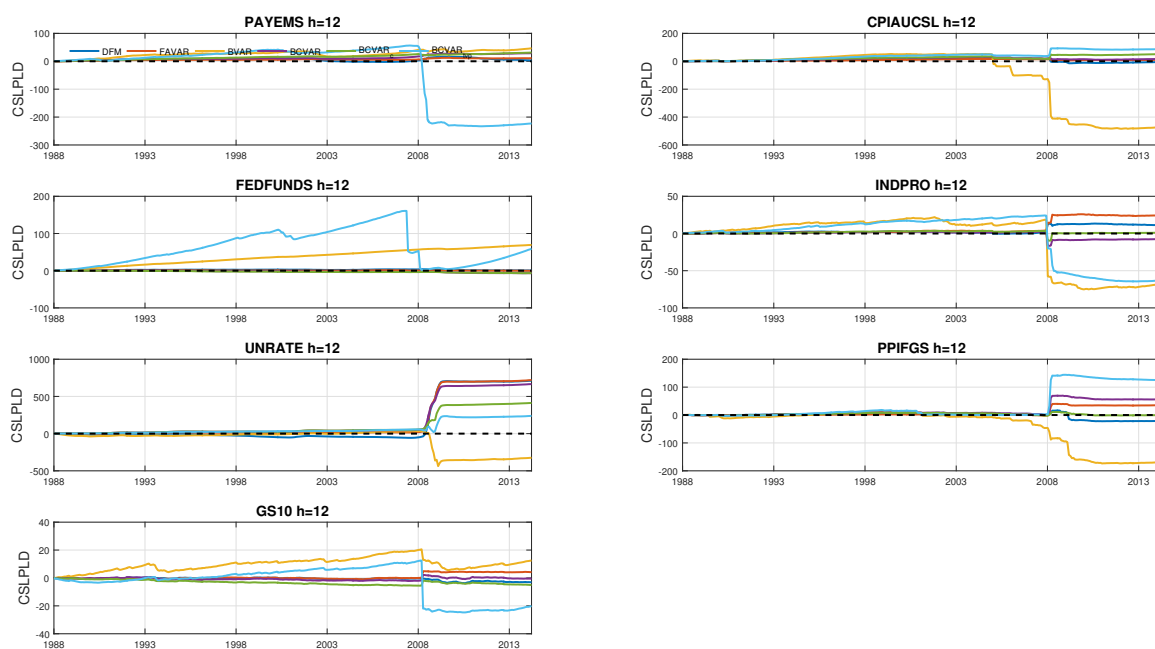 PAYEMS h=12
DFM FAVAR BVAR BCVAR BCVAR BCVAR
CSLPLD
100
0
-100
-200
-300
1988 1993 1998 2003 2008 2013
CPIAUCSL h=12
CSLPLD
200
0
-200
-400
-600
1988 1993 1998 2003 2008 2013
FEDFUNDS h=12
CSLPLD
200
100
0
-100
1988 1993 1998 2003 2008 2013
INDPRO h=12
CSLPLD
50
0
-50
-100
1988 1993 1998 2003 2008 2013
UNRATE h=12
CSLPLD
1000
500
0
-500
1988 1993 1998 2003 2008 2013
PPIFGS h=12
CSLPLD
200
100
0
-100
-200
1988 1993 1998 2003 2008 2013
GS10 h=12
CSLPLD
40
20
0
-20
-40
1988 1993 1998 2003 2008 2013